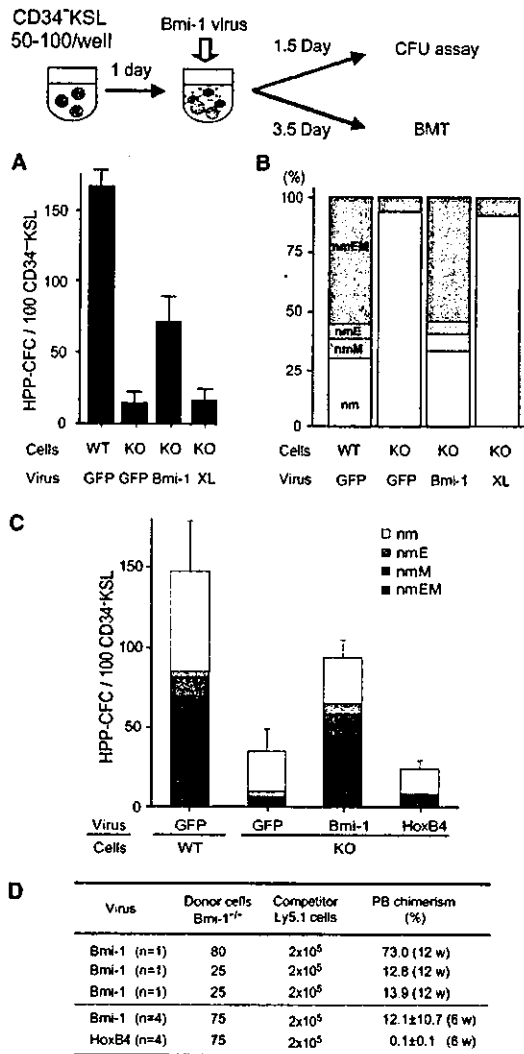 CD34⁻KSL
50-100/well
1 day
Bmi-1 virus
1.5 Day
CFU assay
3.5 Day
BMT
A
HPP-CFC / 100 CD34⁻KSL
150
100
50
0
Cells WT KO KO KO
Virus GFP GFP Bmi-1 XL
B
(%)
100
75
50
25
0
nmEM
nmE
nmM
nm
Cells WT KO KO KO
Virus GFP GFP Bmi-1 XL
C
HPP-CFC / 100 CD34⁻KSL
150
100
50
0
nm
nmE
nmM
nmEM
Virus GFP GFP Bmi-1 HoxB4
Cells WT KO
D
Virus Donor cells Competitor PB chimerism
Bmi-1⁻/⁻ Ly5.1 cells (%)
Bmi-1 (n=1) 80 2x10⁵ 73.0 (12 w)
Bmi-1 (n=1) 25 2x10⁵ 12.8 (12 w)
Bmi-1 (n=1) 25 2x10⁵ 13.9 (12 w)
Bmi-1 (n=4) 75 2x10⁵ 12.1±10.7 (6 w)
HoxB4 (n=4) 75 2x10⁵ 0.1±0.1 (6 w)